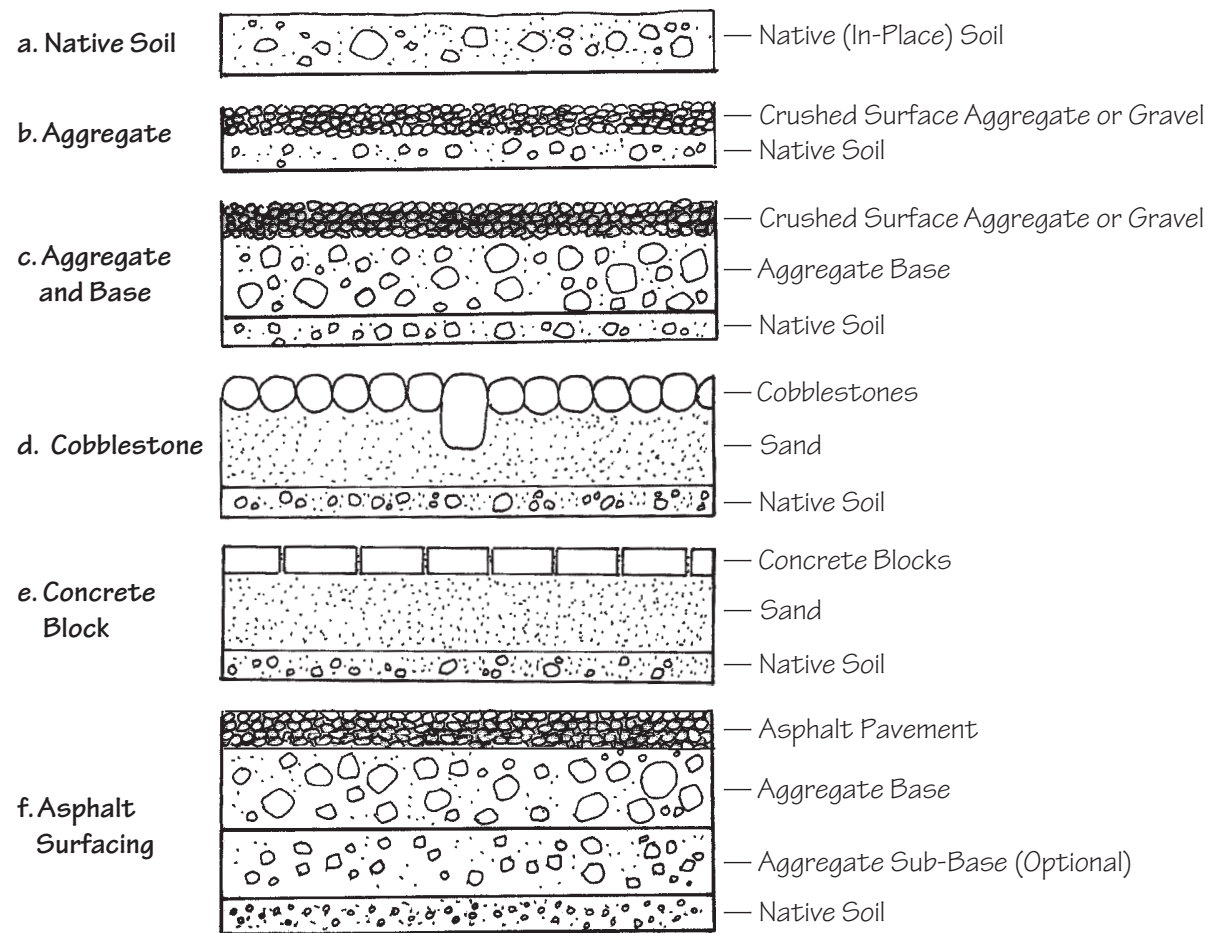 a. Native Soil
Native (In-Place) Soil
b. Aggregate
Crushed Surface Aggregate or Gravel
Native Soil
c. Aggregate
and Base
Crushed Surface Aggregate or Gravel
Aggregate Base
Native Soil
d. Cobblestone
Cobblestones
Sand
Native Soil
e. Concrete
Block
Concrete Blocks
Sand
Native Soil
f. Asphalt
Surfacing
Asphalt Pavement
Aggregate Base
Aggregate Sub-Base (Optional)
Native Soil